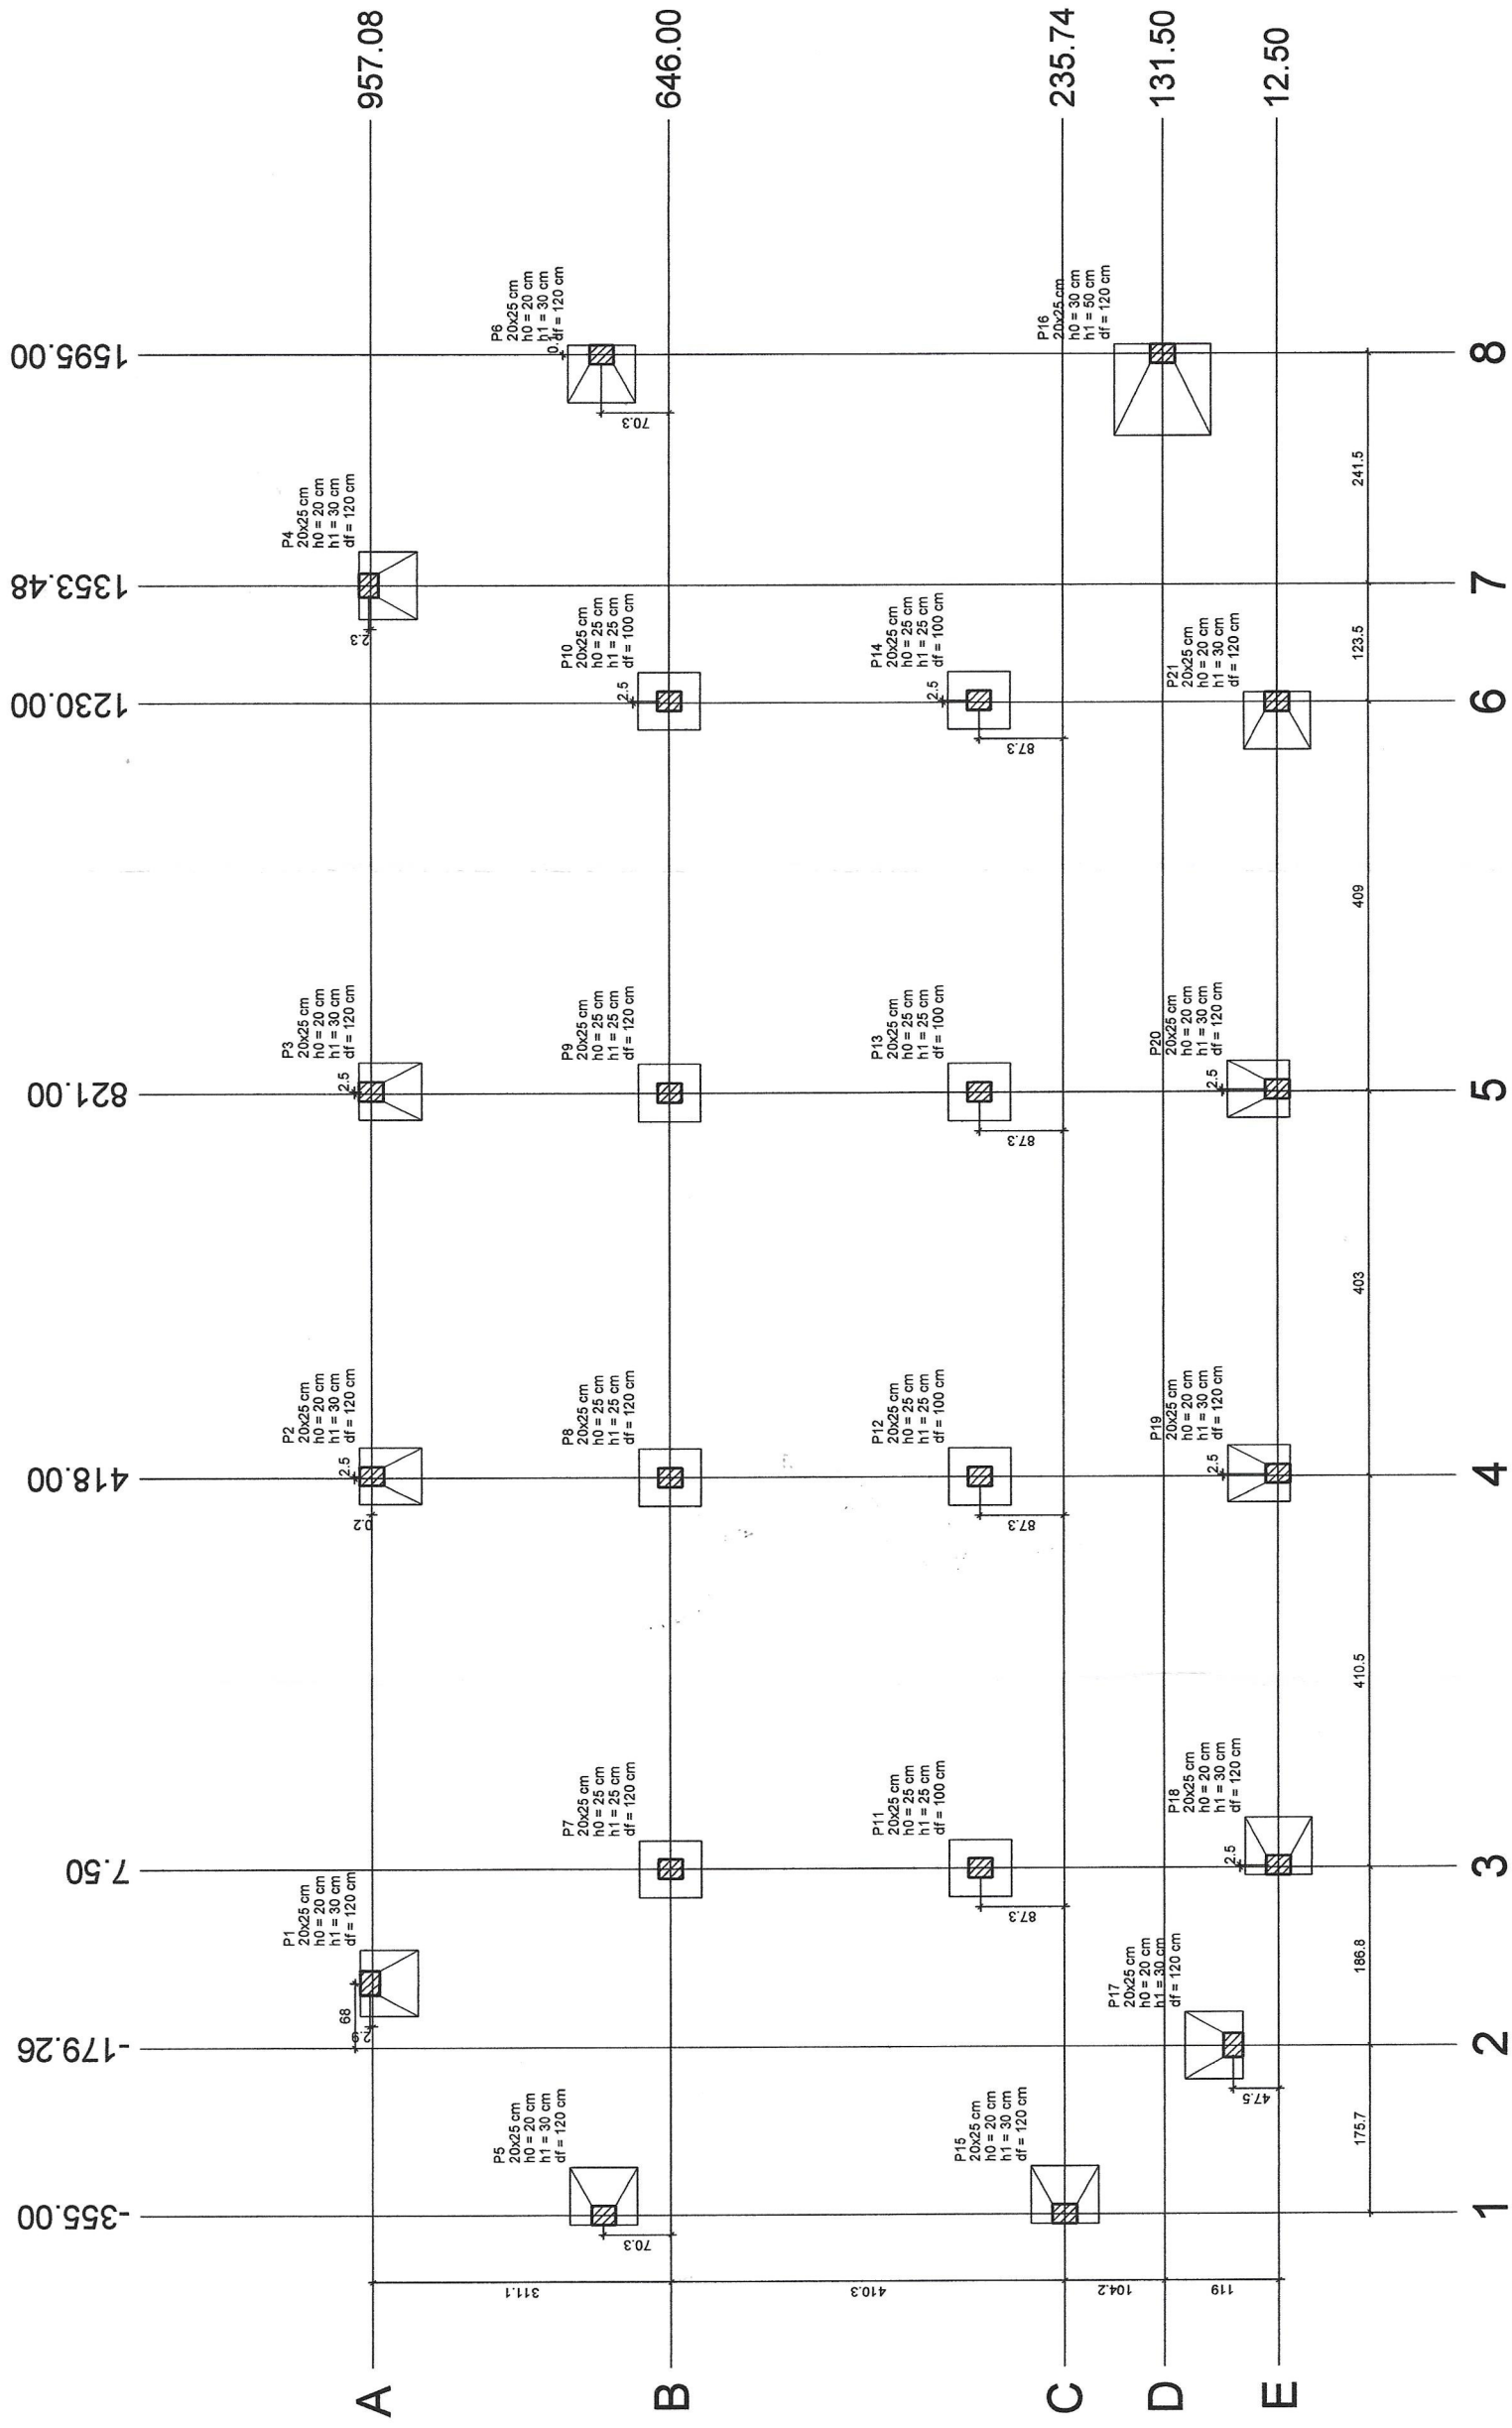 957.08
646.00
235.74
131.50
12.50
1595.00
1353.48
1230.00
821.00
418.00
7.50
-179.26
-355.00
8
7
6
5
4
3
2
1
A
B
C
D
E
P1
20x25 cm
h0 = 20 cm
h1 = 30 cm
df = 120 cm
68
2.9
P2
20x25 cm
h0 = 20 cm
h1 = 30 cm
df = 120 cm
2.5
0.2
P3
20x25 cm
h0 = 20 cm
h1 = 30 cm
df = 120 cm
2.5
P4
20x25 cm
h0 = 20 cm
h1 = 30 cm
df = 120 cm
2.3
P5
20x25 cm
h0 = 20 cm
h1 = 30 cm
df = 120 cm
70.3
P6
20x25 cm
h0 = 20 cm
h1 = 30 cm
df = 120 cm
70.3
P7
20x25 cm
h0 = 25 cm
h1 = 25 cm
df = 120 cm
P8
20x25 cm
h0 = 25 cm
h1 = 25 cm
df = 120 cm
P9
20x25 cm
h0 = 25 cm
h1 = 25 cm
df = 120 cm
P10
20x25 cm
h0 = 25 cm
h1 = 25 cm
df = 100 cm
2.5
P11
20x25 cm
h0 = 25 cm
h1 = 25 cm
df = 100 cm
87.3
P12
20x25 cm
h0 = 25 cm
h1 = 25 cm
df = 100 cm
87.3
P13
20x25 cm
h0 = 25 cm
h1 = 25 cm
df = 100 cm
87.3
P14
20x25 cm
h0 = 25 cm
h1 = 25 cm
df = 100 cm
2.5
87.3
P15
20x25 cm
h0 = 20 cm
h1 = 30 cm
df = 120 cm
P16
20x25 cm
h0 = 30 cm
h1 = 50 cm
df = 120 cm
P17
20x25 cm
h0 = 20 cm
h1 = 30 cm
df = 120 cm
47.5
P18
20x25 cm
h0 = 20 cm
h1 = 30 cm
df = 120 cm
2.5
P19
20x25 cm
h0 = 20 cm
h1 = 30 cm
df = 120 cm
2.5
P20
20x25 cm
h0 = 20 cm
h1 = 30 cm
df = 120 cm
2.5
P21
20x25 cm
h0 = 20 cm
h1 = 30 cm
df = 120 cm
241.5
123.5
409
403
410.5
186.8
175.7
311.1
410.3
104.2
119